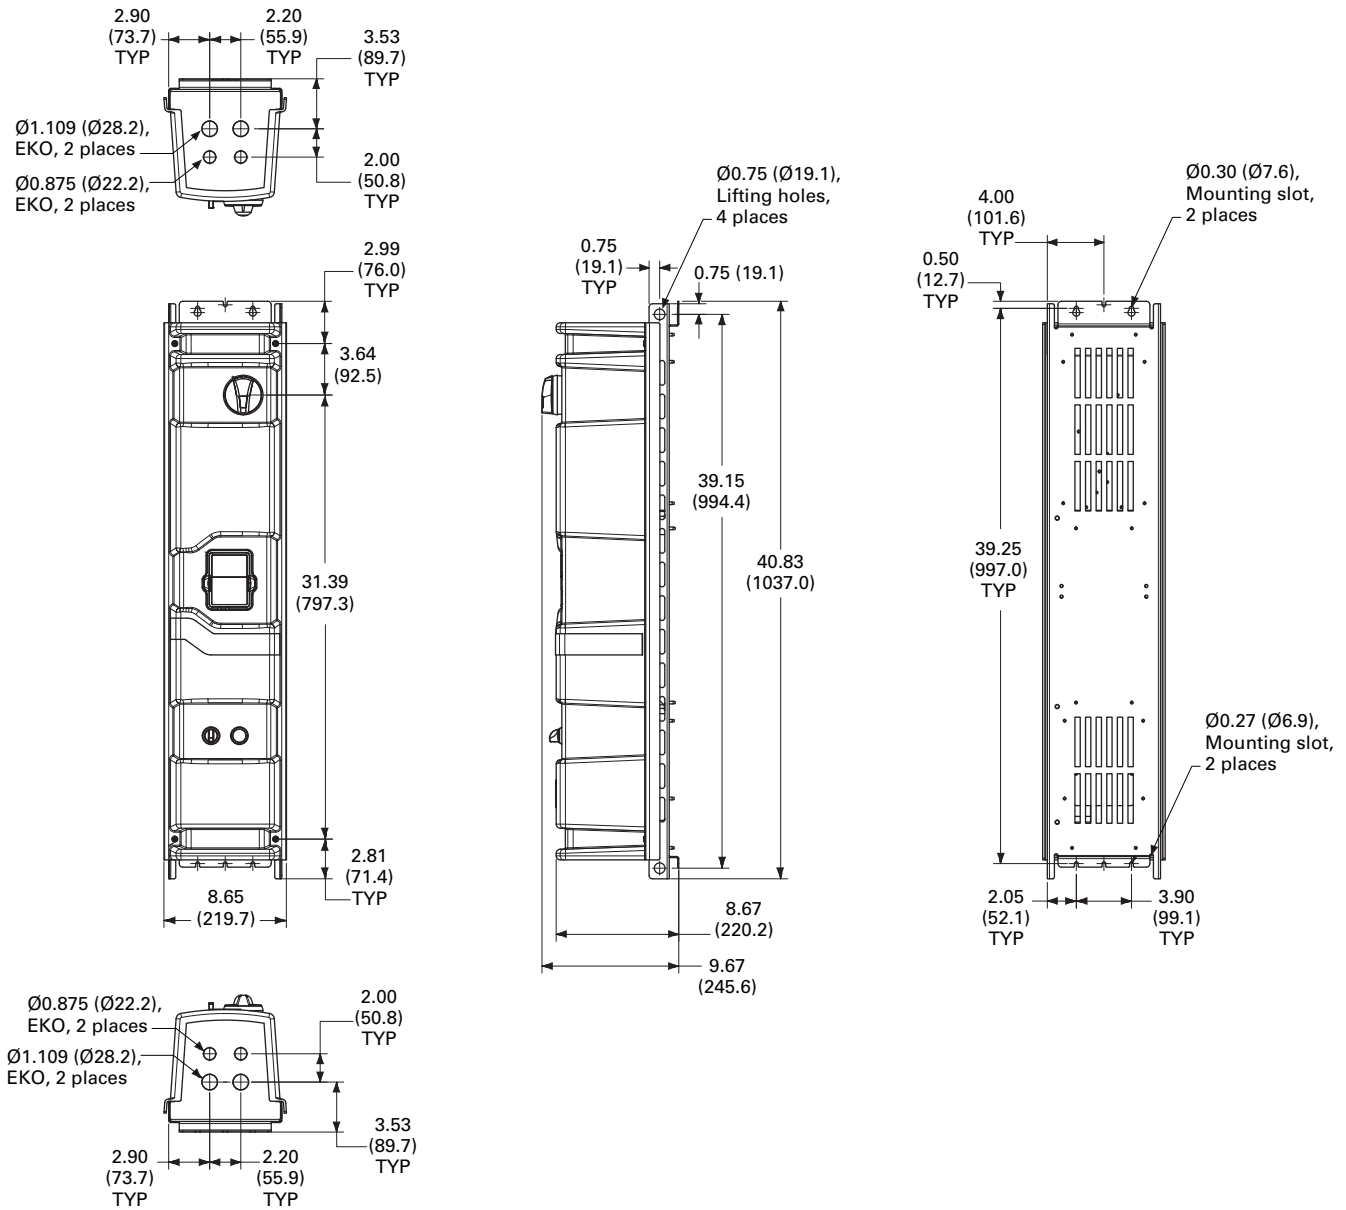 2.90
(73.7)
TYP
2.20
(55.9)
TYP
3.53
(89.7)
TYP
Ø1.109 (Ø28.2),
EKO, 2 places
Ø0.875 (Ø22.2),
EKO, 2 places
2.00
(50.8)
TYP
2.99
(76.0)
TYP
3.64
(92.5)
31.39
(797.3)
2.81
(71.4)
TYP
8.65
(219.7)
Ø0.75 (Ø19.1),
Lifting holes,
4 places
0.75
(19.1)
TYP
0.75 (19.1)
39.15
(994.4)
40.83
(1037.0)
8.67
(220.2)
9.67
(245.6)
Ø0.30 (Ø7.6),
Mounting slot,
2 places
4.00
(101.6)
TYP
0.50
(12.7)
TYP
39.25
(997.0)
TYP
Ø0.27 (Ø6.9),
Mounting slot,
2 places
2.05
(52.1)
TYP
3.90
(99.1)
TYP
Ø0.875 (Ø22.2),
EKO, 2 places
Ø1.109 (Ø28.2),
EKO, 2 places
2.00
(50.8)
TYP
3.53
(89.7)
TYP
2.90
(73.7)
TYP
2.20
(55.9)
TYP